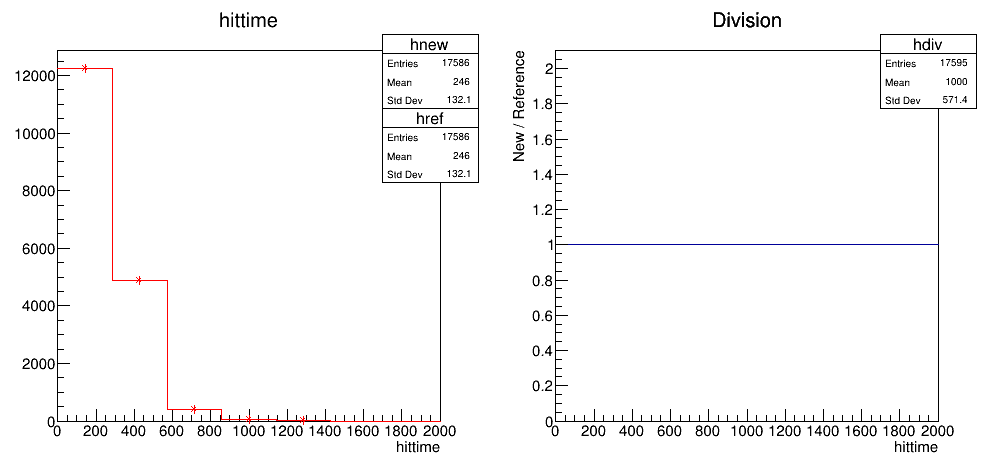 hittime
hnew
Entries 17586
Mean 246
Std Dev 132.1
href
Entries 17586
Mean 246
Std Dev 132.1
12000
10000
8000
6000
4000
2000
0
0 200 400 600 800 1000 1200 1400 1600 1800 2000
hittime
Division
hdiv
Entries 17595
Mean 1000
Std Dev 571.4
New / Reference
2
1.8
1.6
1.4
1.2
1
0.8
0.6
0.4
0.2
0
0 200 400 600 800 1000 1200 1400 1600 1800 2000
hittime